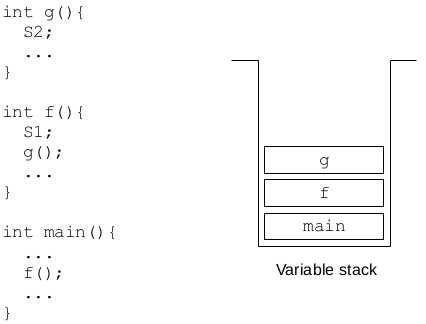 int g(){
S2;
...
}
int f(){
S1;
g();
...
}
int main(){
...
f();
...
}
g
f
main
Variable stack